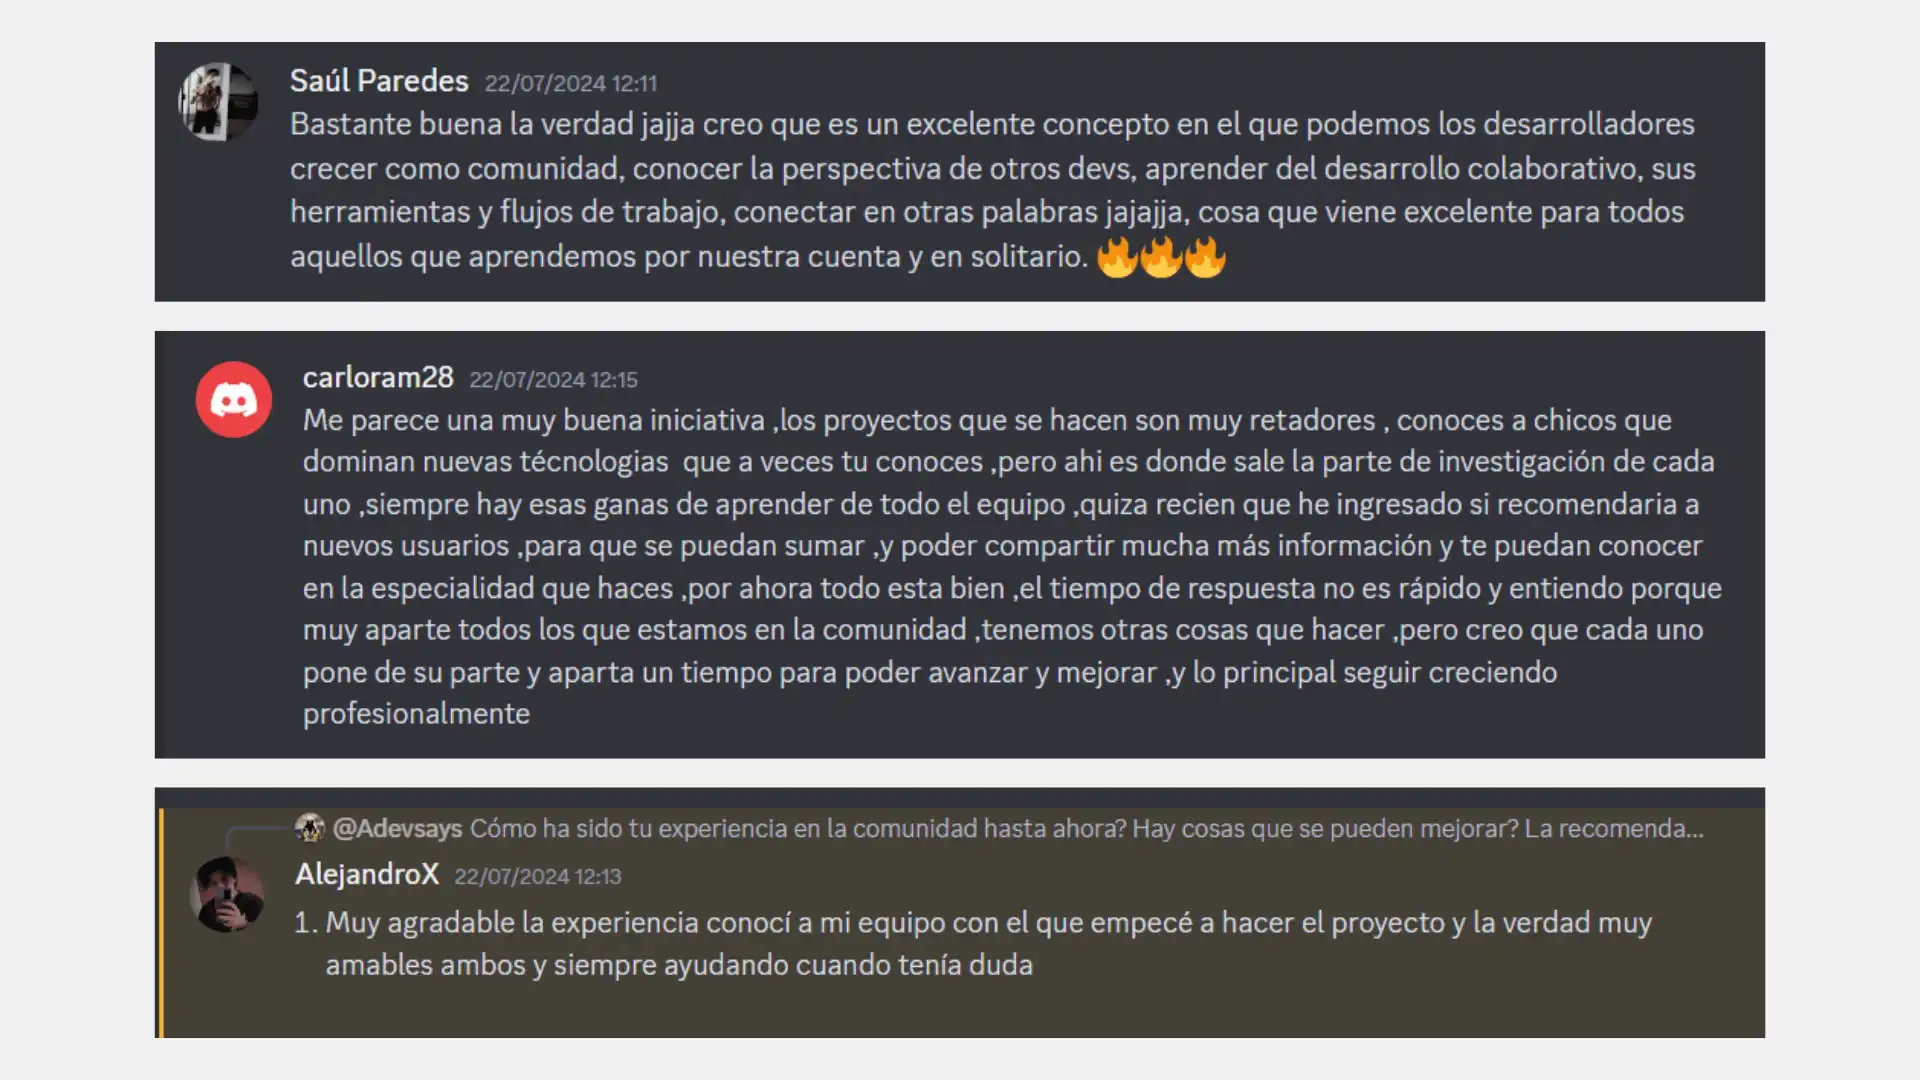 Saúl Paredes 22/07/2024 12:11
Bastante buena la verdad jajja creo que es un excelente concepto en el que podemos los desarrolladores
crecer como comunidad, conocer la perspectiva de otros devs, aprender del desarrollo colaborativo, sus
herramientas y flujos de trabajo, conectar en otras palabras jajajja, cosa que viene excelente para todos
aquellos que aprendemos por nuestra cuenta y en solitario. 🔥🔥🔥
carloram28 22/07/2024 12:15
Me parece una muy buena iniciativa ,los proyectos que se hacen son muy retadores , conoces a chicos que
dominan nuevas técnologias  que a veces tu conoces ,pero ahi es donde sale la parte de investigación de cada
uno ,siempre hay esas ganas de aprender de todo el equipo ,quiza recien que he ingresado si recomendaria a
nuevos usuarios ,para que se puedan sumar ,y poder compartir mucha más información y te puedan conocer
en la especialidad que haces ,por ahora todo esta bien ,el tiempo de respuesta no es rápido y entiendo porque
muy aparte todos los que estamos en la comunidad ,tenemos otras cosas que hacer ,pero creo que cada uno
pone de su parte y aparta un tiempo para poder avanzar y mejorar ,y lo principal seguir creciendo
profesionalmente
@Adevsays Cómo ha sido tu experiencia en la comunidad hasta ahora? Hay cosas que se pueden mejorar? La recomenda...
AlejandroX 22/07/2024 12:13
1. Muy agradable la experiencia conocí a mi equipo con el que empecé a hacer el proyecto y la verdad muy
amables ambos y siempre ayudando cuando tenía duda